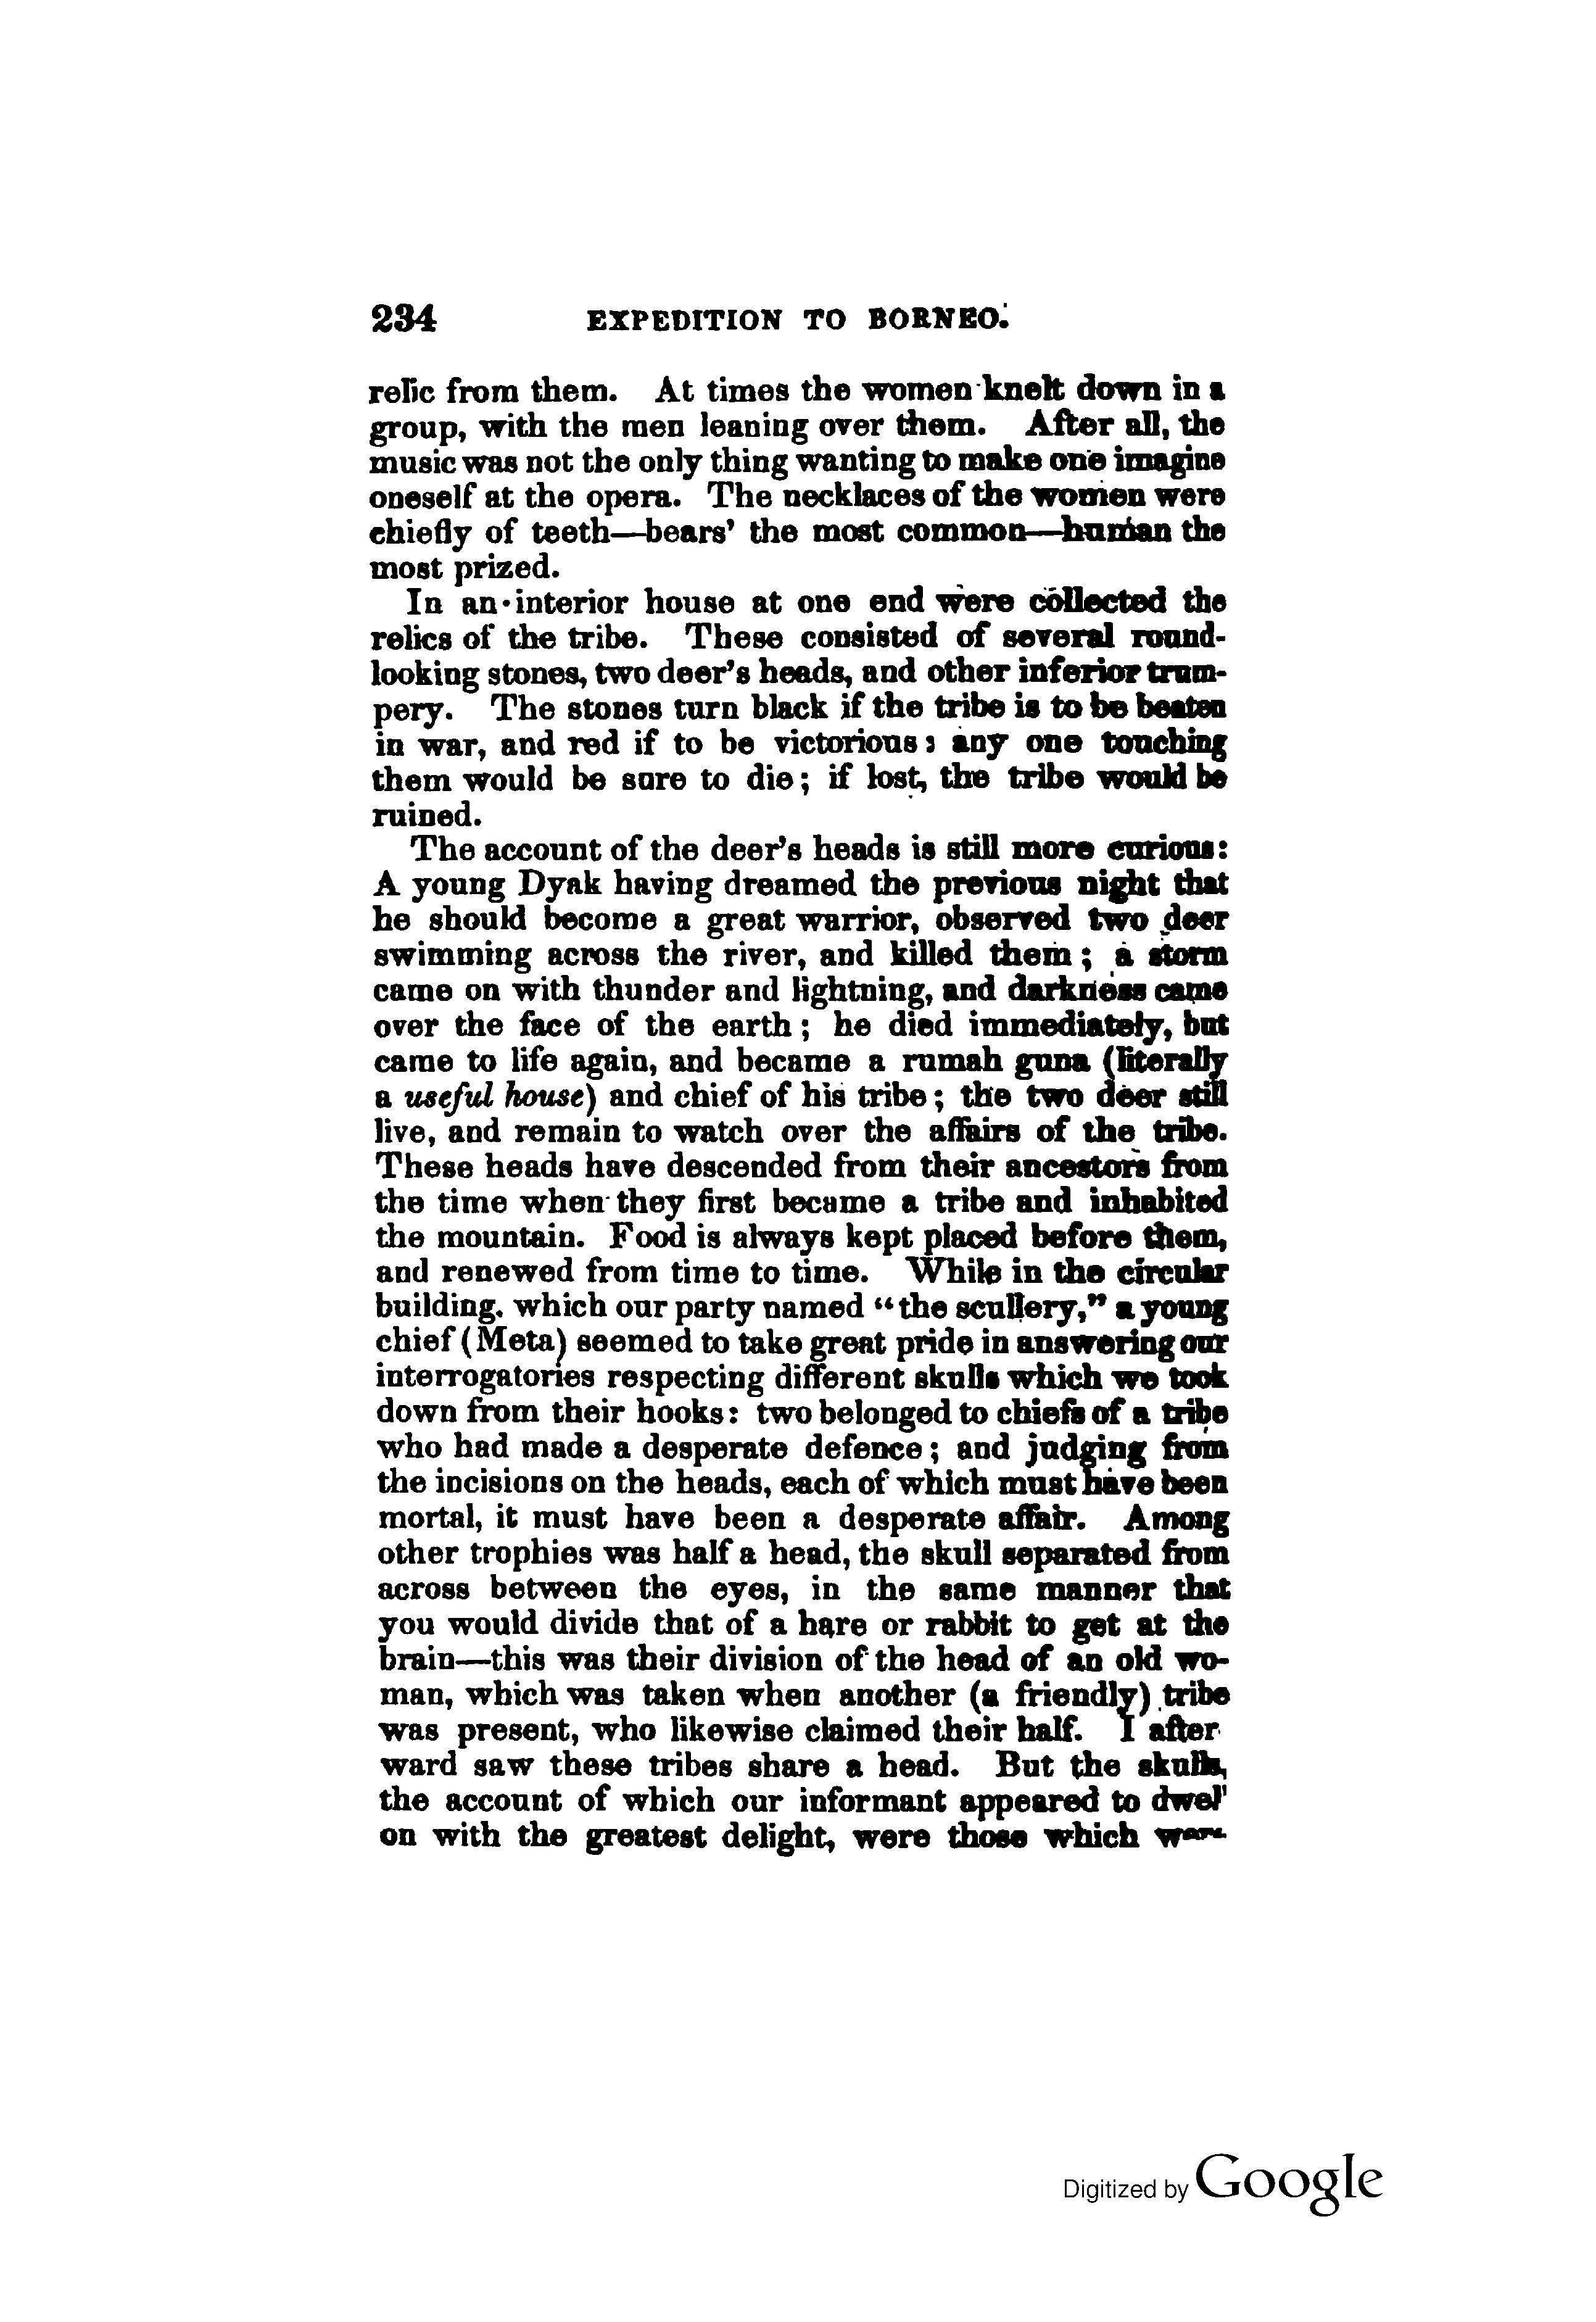 234 EXPEDITION TO BORNEO.
relic from them. At times the women knelt down in a
group, with the men leaning over them. After all, the
music was not the only thing wanting to make one imagine
oneself at the opera. The necklaces of the women were
chiefly of teeth—bears' the most common—human the
most prized.
In an interior house at one end were collected the
relics of the tribe. These consisted of several round-
looking stones, two deer's heads, and other inferior trum-
pery. The stones turn black if the tribe is to be beaten
in war, and red if to be victorious: any one touching
them would be sure to die; if lost, the tribe would be
ruined.
The account of the deer's heads is still more curious:
A young Dyak having dreamed the previous night that
he should become a great warrior, observed two deer
swimming across the river, and killed them; a storm
came on with thunder and lightning, and darkness came
over the face of the earth; he died immediately, but
came to life again, and became a rumah guna (literally
a useful house) and chief of his tribe; the two deer still
live, and remain to watch over the affairs of the tribe.
These heads have descended from their ancestors from
the time when they first became a tribe and inhabited
the mountain. Food is always kept placed before them,
and renewed from time to time. While in the circular
building, which our party named "the scullery," a young
chief (Meta) seemed to take great pride in answering our
interrogatories respecting different skulls which we took
down from their hooks: two belonged to chiefs of a tribe
who had made a desperate defence; and judging from
the incisions on the heads, each of which must have been
mortal, it must have been a desperate affair. Among
other trophies was half a head, the skull separated from
across between the eyes, in the same manner that
you would divide that of a hare or rabbit to get at the
brain—this was their division of the head of an old wo-
man, which was taken when another (a friendly) tribe
was present, who likewise claimed their half. I after
ward saw these tribes share a head. But the skulls,
the account of which our informant appeared to dwell
on with the greatest delight, were those which were
Digitized by Google